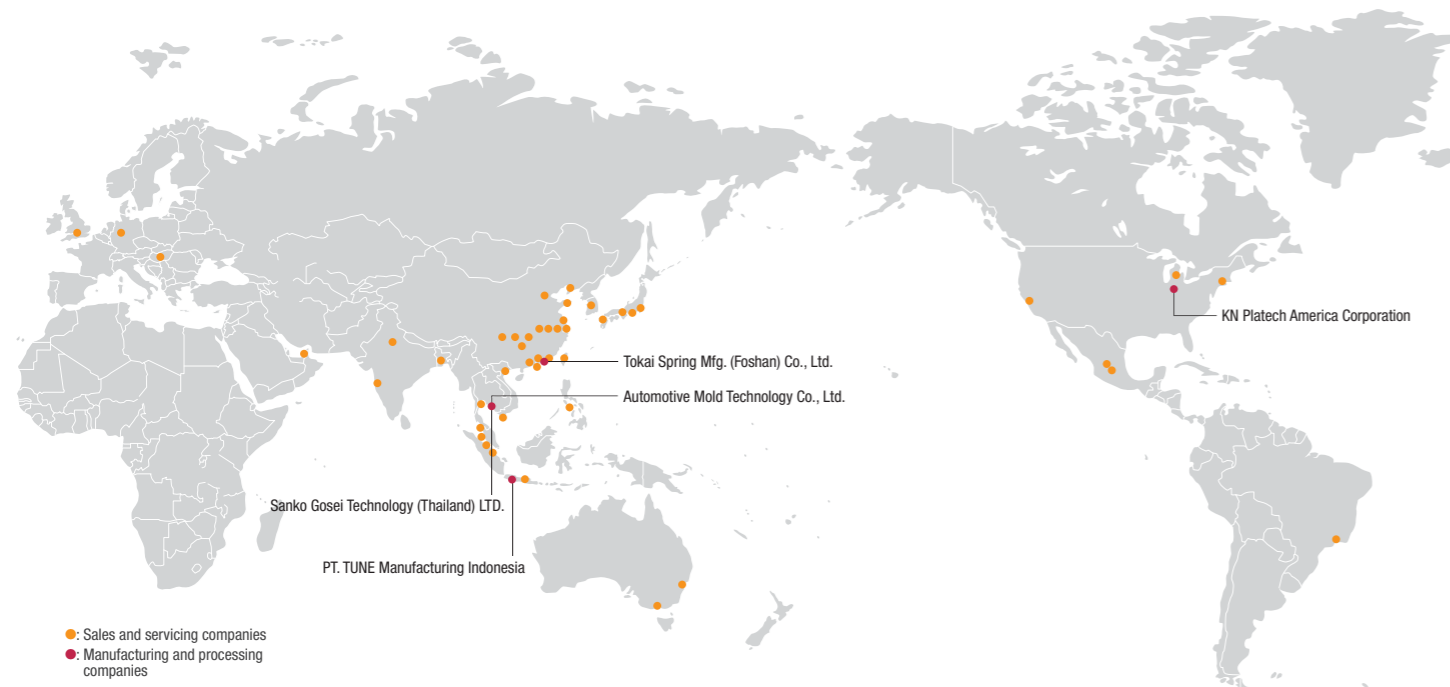 KN Platech America Corporation
Tokai Spring Mfg. (Foshan) Co., Ltd.
Automotive Mold Technology Co., Ltd.
Sanko Gosei Technology (Thailand) LTD.
PT. TUNE Manufacturing Indonesia
: Sales and servicing companies
: Manufacturing and processing
companies